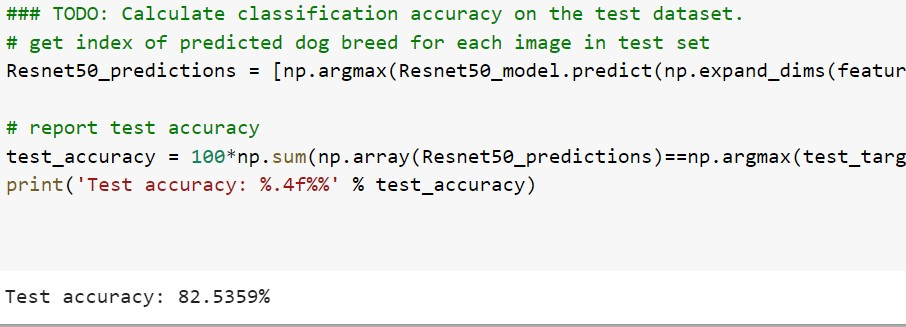 ### TODO: Calculate classification accuracy on the test dataset.
# get index of predicted dog breed for each image in test set
Resnet50_predictions = [np.argmax(Resnet50_model.predict(np.expand_dims(featur
# report test accuracy
test_accuracy = 100*np.sum(np.array(Resnet50_predictions)==np.argmax(test_targ
print('Test accuracy: %.4f%%' % test_accuracy)
Test accuracy: 82.5359%